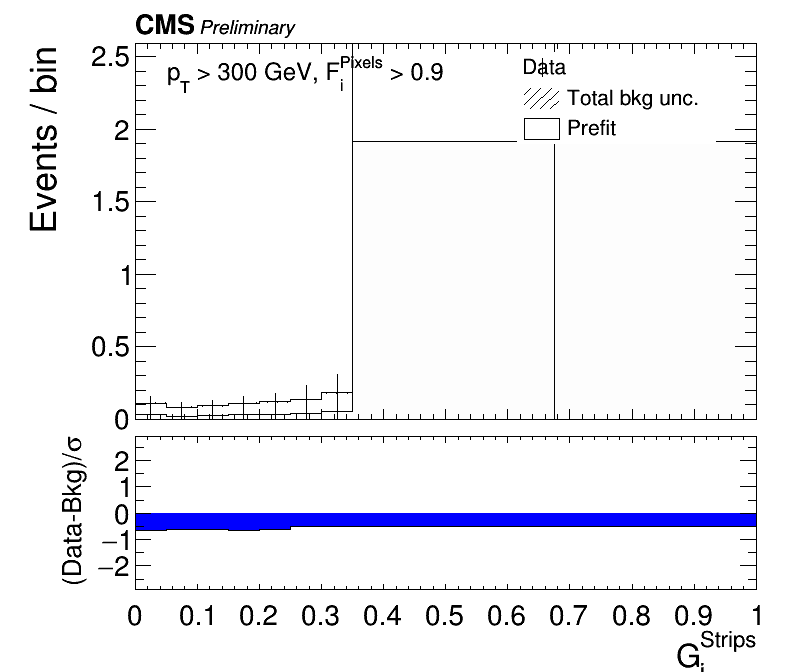 CMS Preliminary
Events / bin
2.5
2
1.5
1
0.5
0
p_T > 300 GeV, F_i^Pixels > 0.9
Data
Total bkg unc.
Prefit
(Data-Bkg)/σ
2
1
0
−1
−2
0 0.1 0.2 0.3 0.4 0.5 0.6 0.7 0.8 0.9 1
G_i^Strips